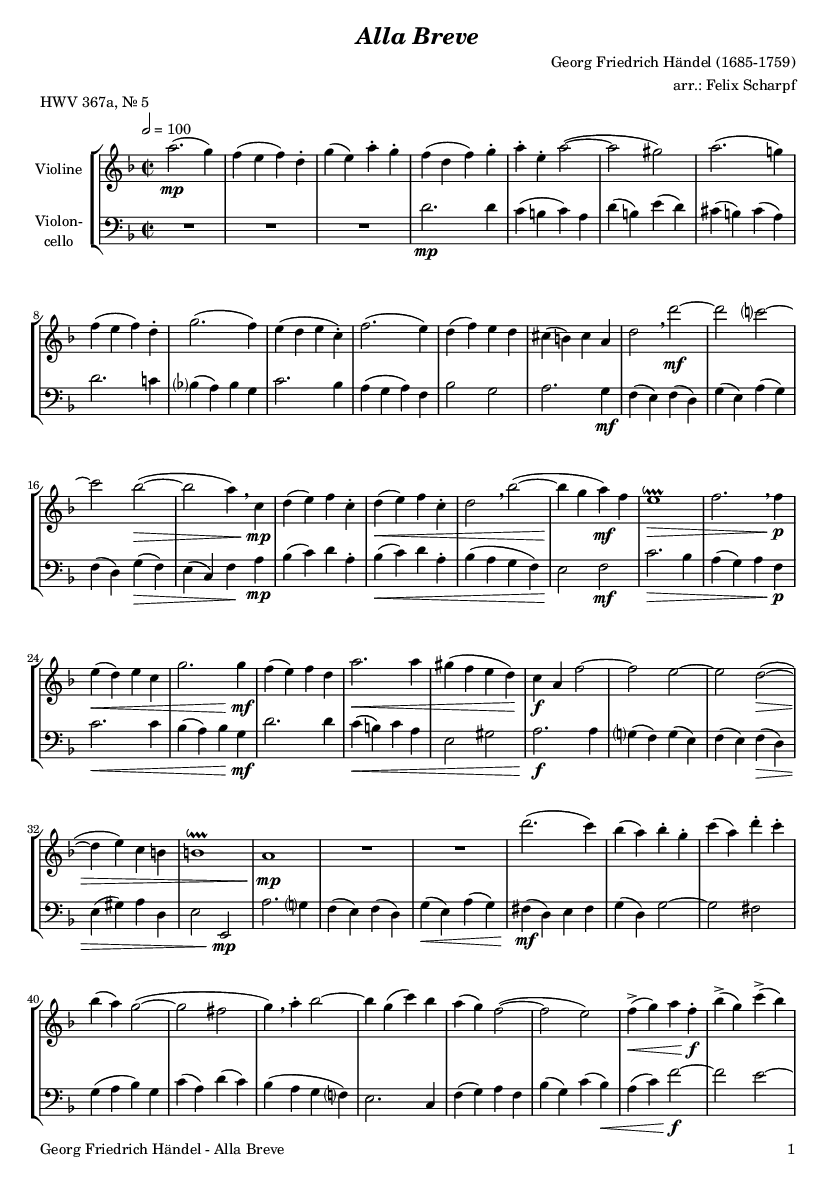 Alla Breve
Georg Friedrich Händel (1685-1759)
arr.: Felix Scharpf
HWV 367a, № 5
= 100
Violine
mp
Violon-
cello
mp
8
mf
mf
16
mp mf p
mp mf p
24
mf f
mf f
32
mp
mp mf
40
f
f
Georg Friedrich Händel - Alla Breve 1